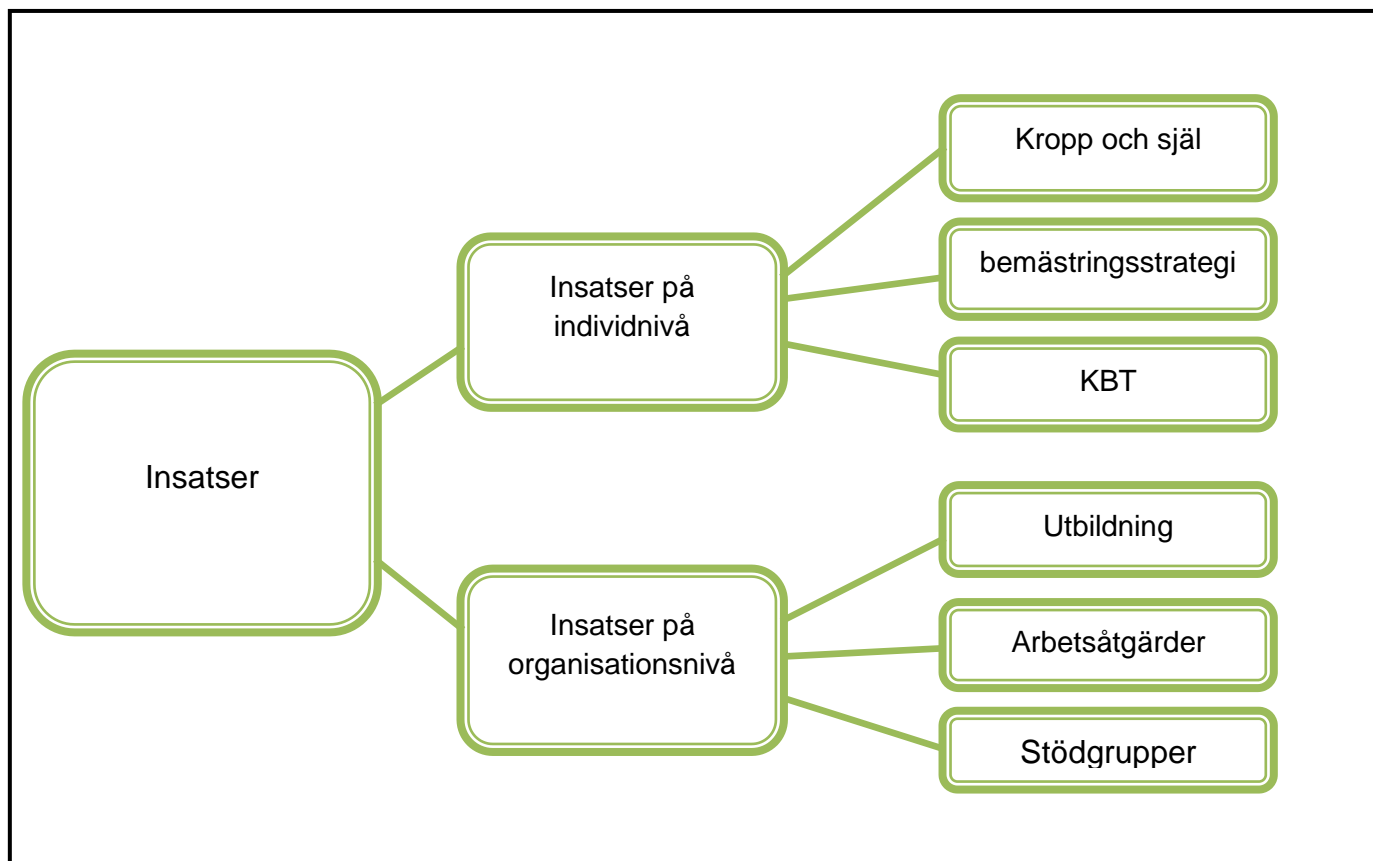 Insatser
Insatser på
individnivå
Kropp och själ
bemästringsstrategi
KBT
Insatser på
organisationsnivå
Utbildning
Arbetsåtgärder
Stödgrupper